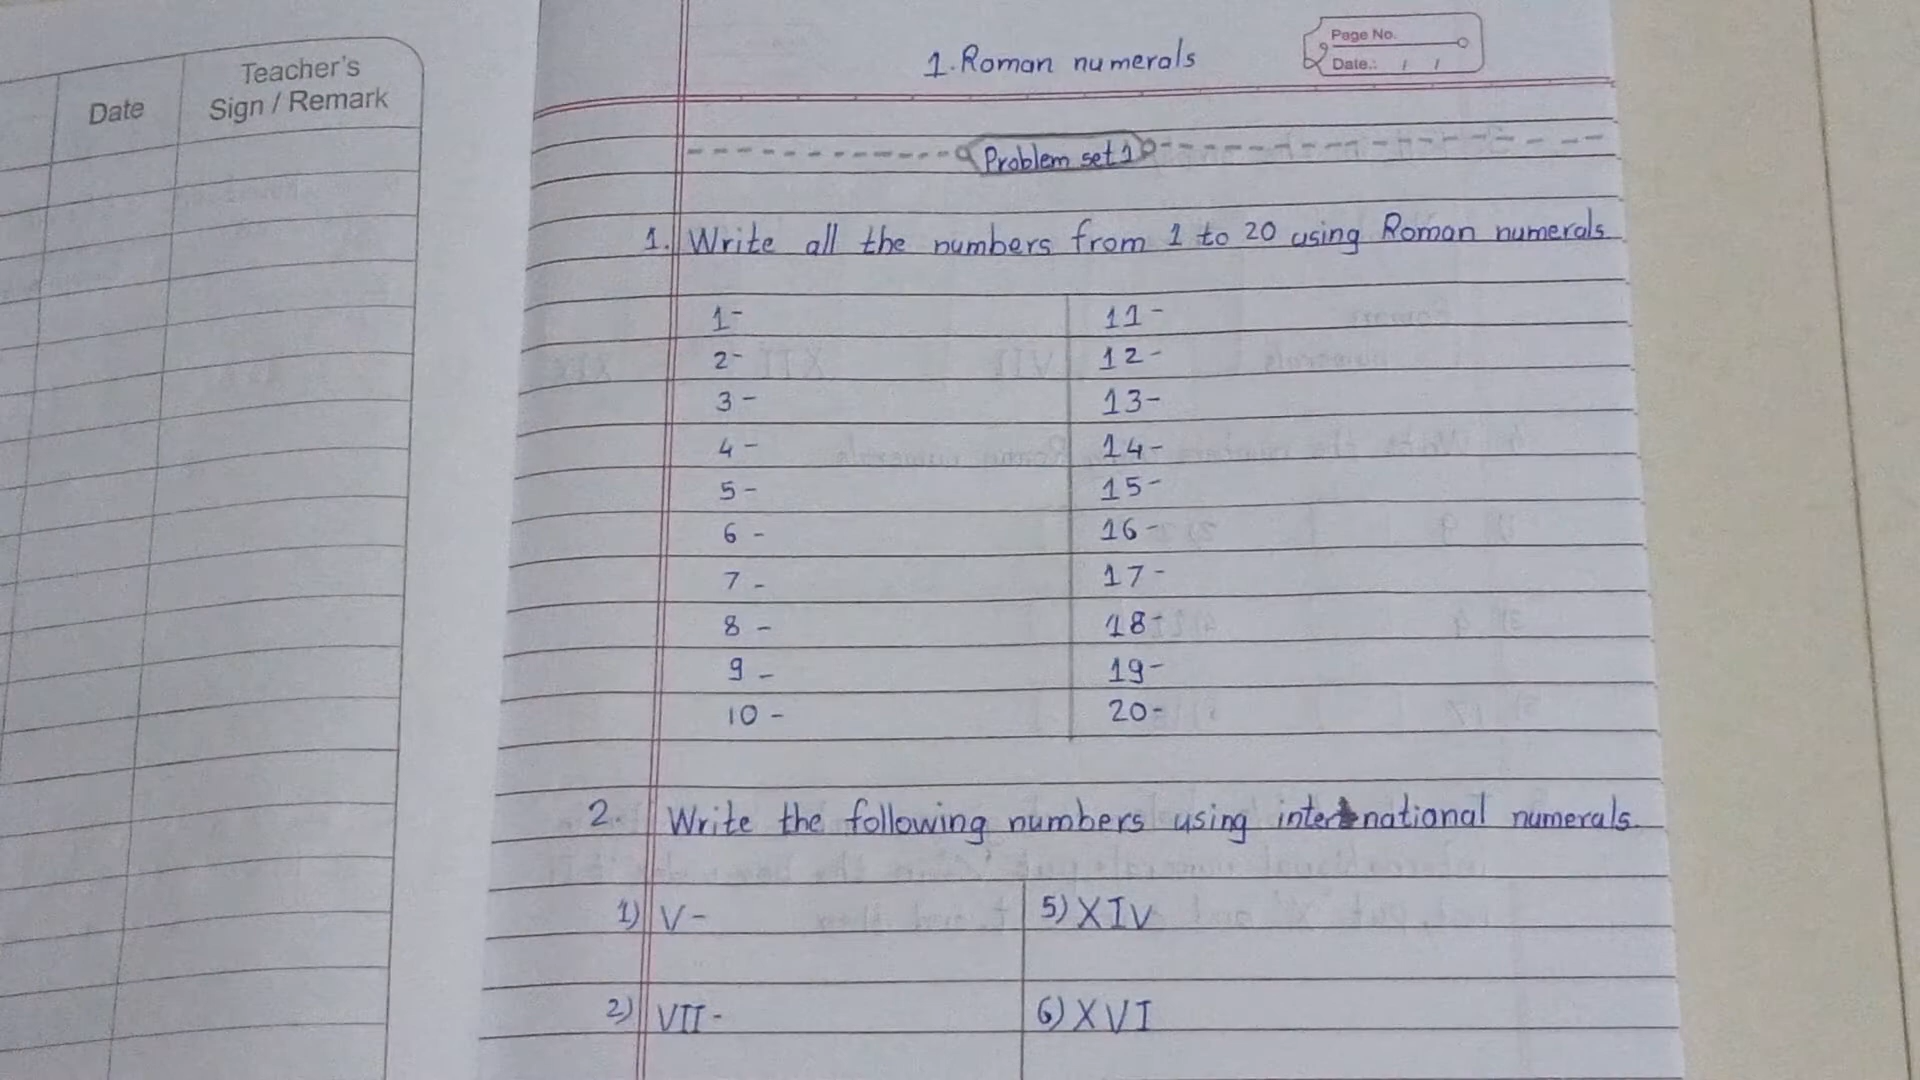 Teacher's
Date Sign / Remark
1. Roman numerals
Page No.
Date.: / /
Problem set 1
1. Write all the numbers from 1 to 20 using Roman numerals
1- 11-
2- 12-
3- 13-
4- 14-
5- 15-
6- 16-
7- 17-
8- 18-
9- 19-
10- 20-
2. Write the following numbers using international numerals.
1) V- 5) XIV
2) VII- 6) XVI